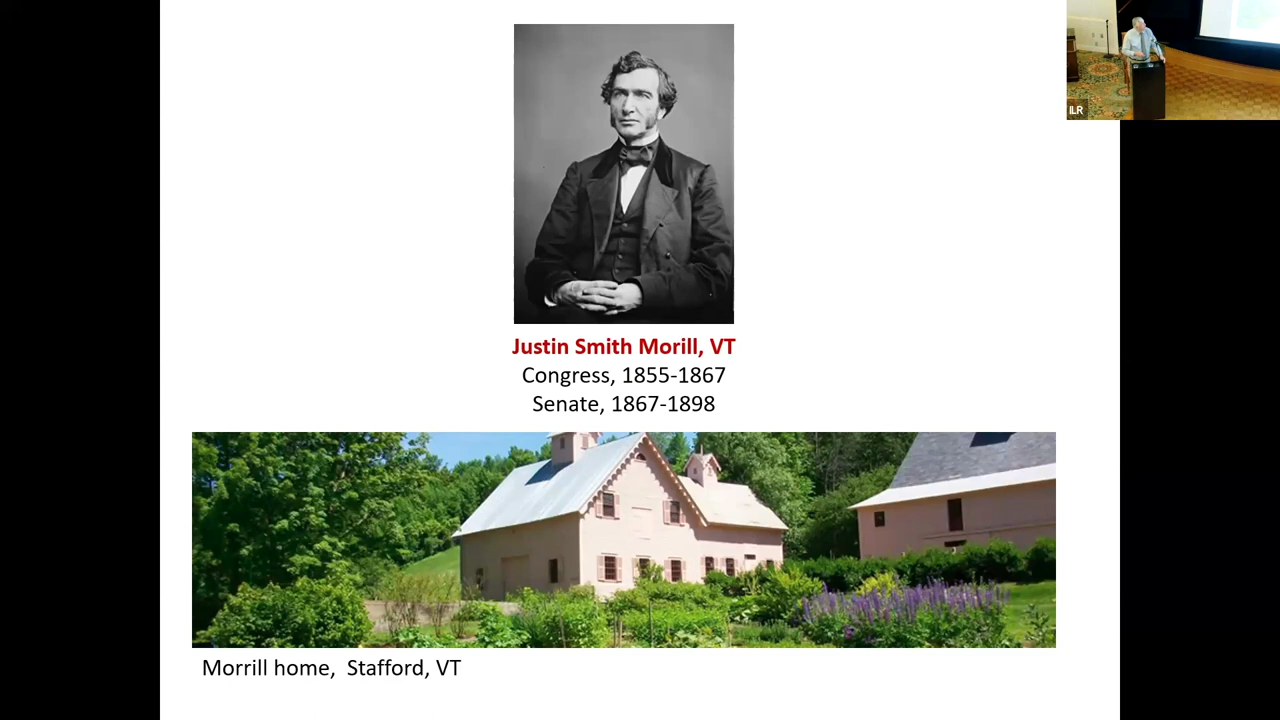 Justin Smith Morill, VT
Congress, 1855-1867
Senate, 1867-1898
Morrill home, Stafford, VT
ILR